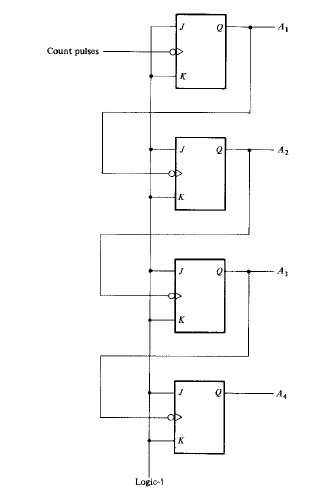 J Q A₁
Count pulses
K
J Q A₂
K
J Q A₃
K
J Q A₄
K
Logic-1